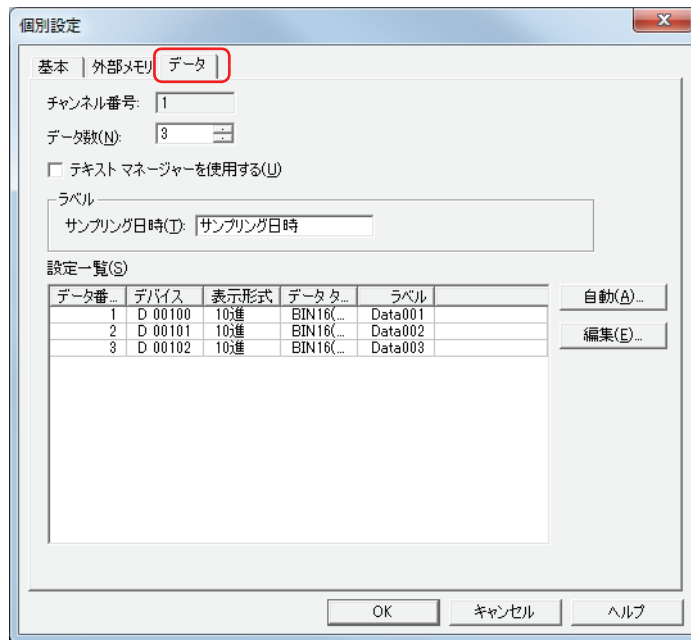 個別設定
基本 外部メモリ データ
チャンネル番号: 1
データ数(N): 3
テキスト マネージャーを使用する(U)
ラベル
サンプリング日時(T): サンプリング日時
設定一覧(S)
データ番... デバイス 表示形式 データ タ... ラベル
1 D 00100 10進 BIN16(... Data001
2 D 00101 10進 BIN16(... Data002
3 D 00102 10進 BIN16(... Data003
自動(A)...
編集(E)...
OK キャンセル ヘルプ